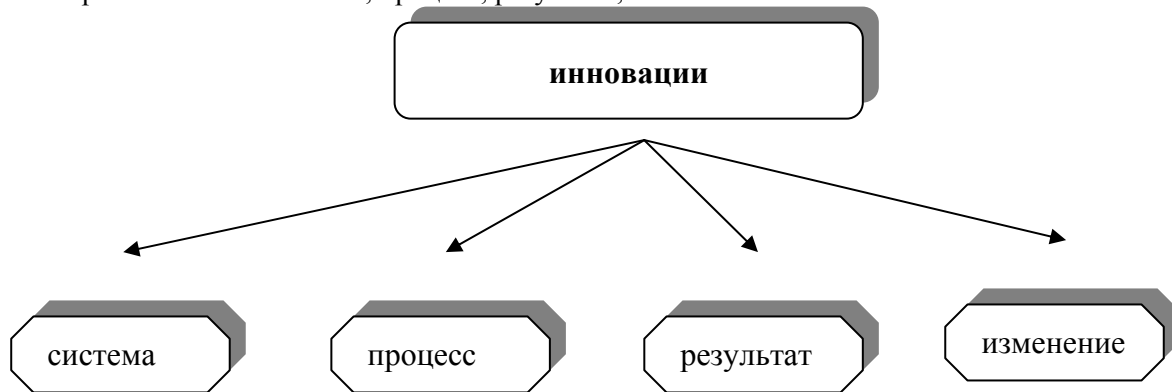 инновации
система
процесс
результат
изменение